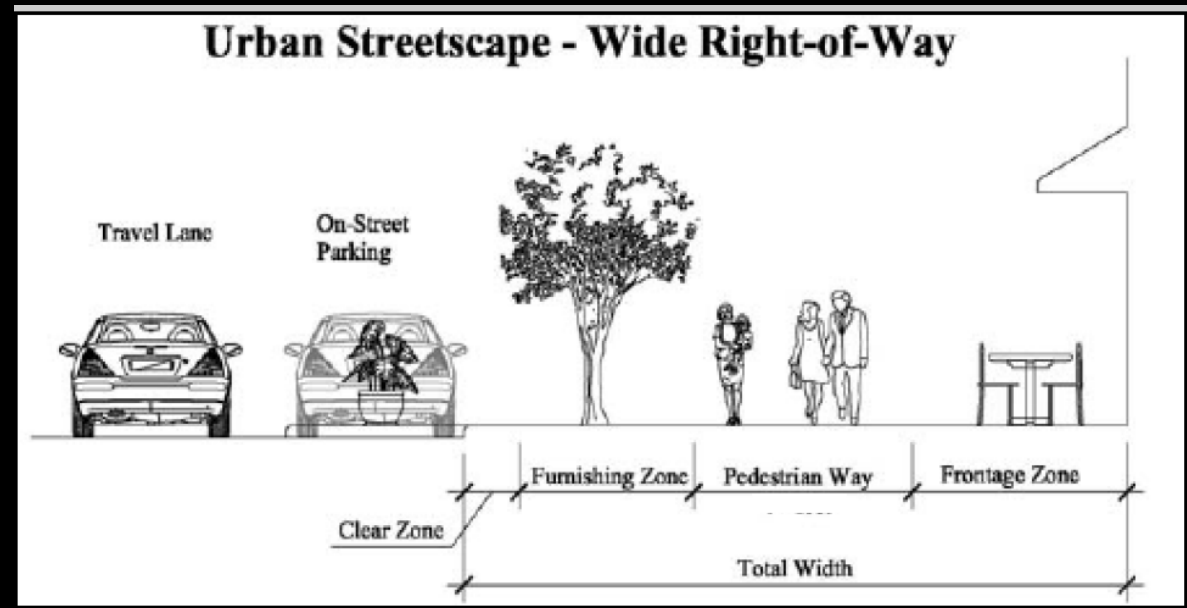 Urban Streetscape - Wide Right-of-Way
Travel Lane
On-Street
Parking
Furnishing Zone
Pedestrian Way
Frontage Zone
Clear Zone
Total Width